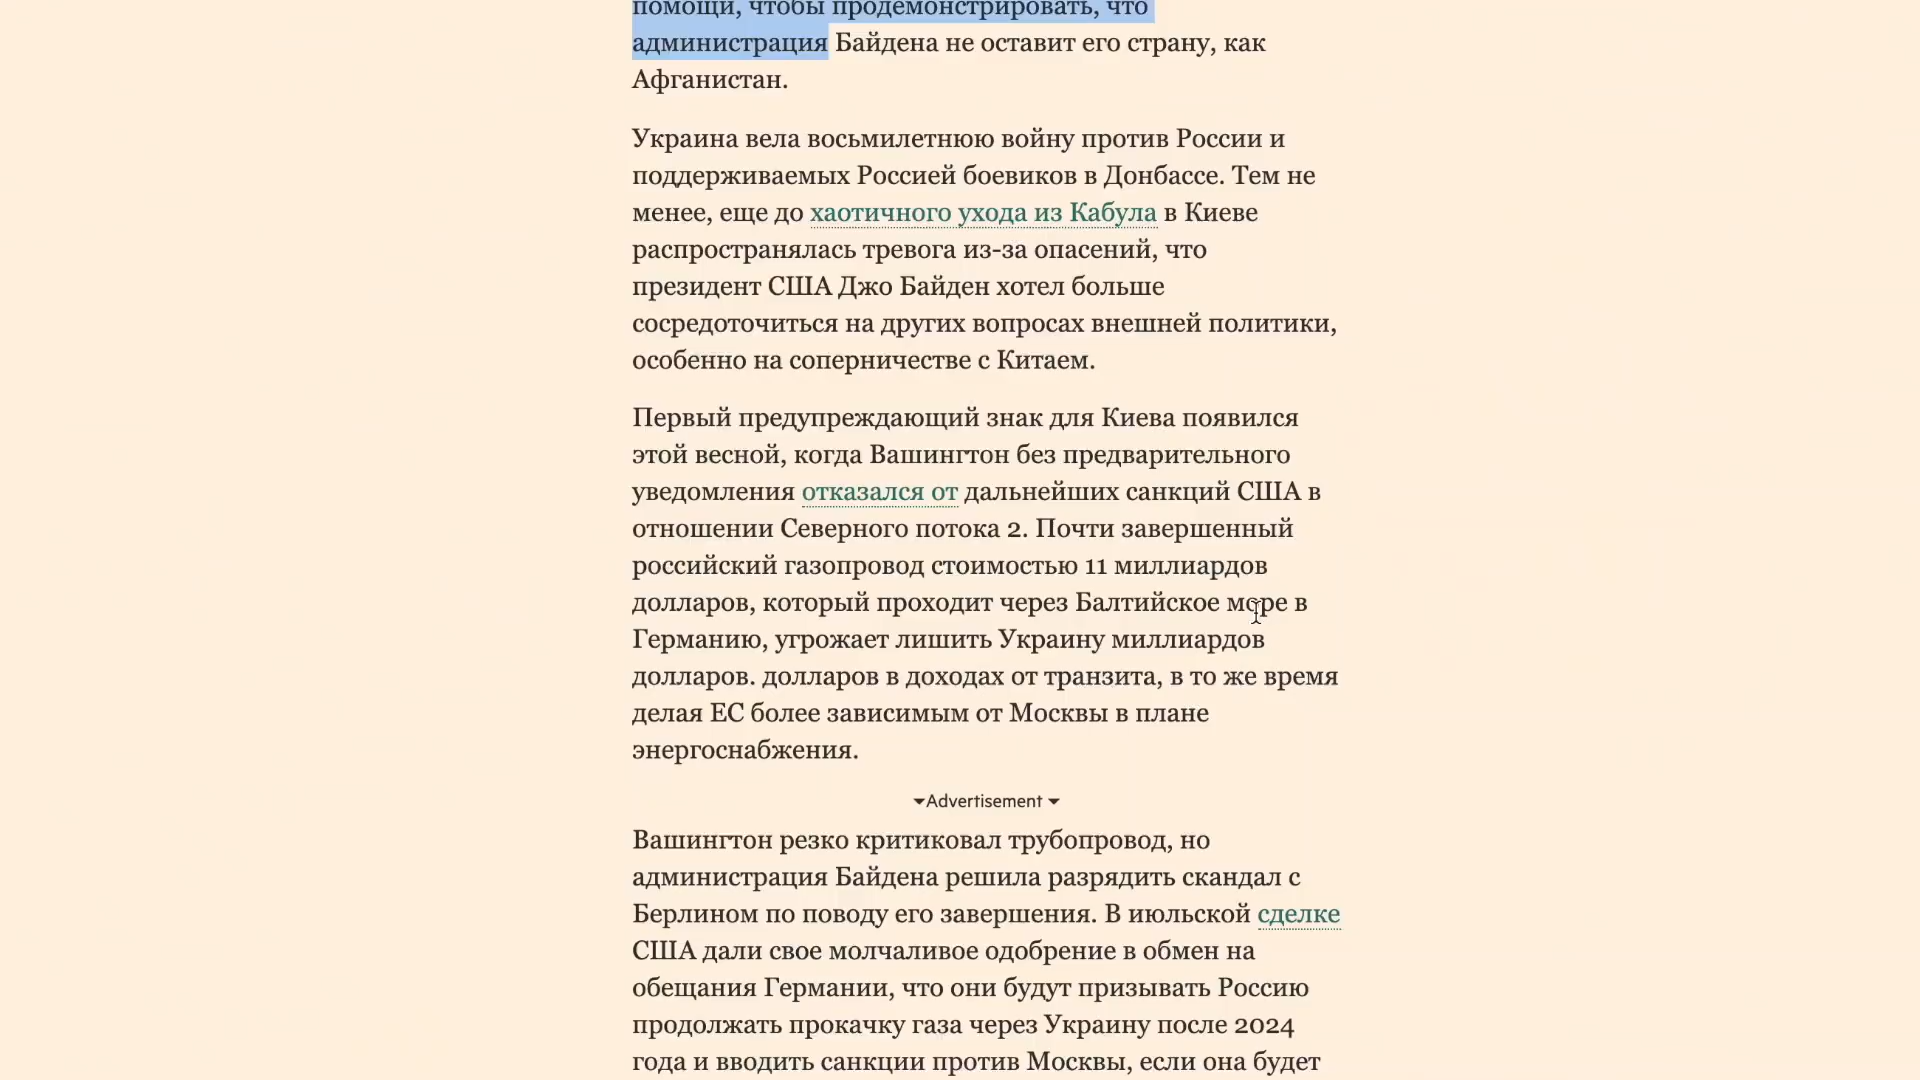 помощи, чтобы продемонстрировать, что
администрация Байдена не оставит его страну, как
Афганистан.
Украина вела восьмилетнюю войну против России и
поддерживаемых Россией боевиков в Донбассе. Тем не
менее, еще до хаотичного ухода из Кабула в Киеве
распространялась тревога из-за опасений, что
президент США Джо Байден хотел больше
сосредоточиться на других вопросах внешней политики,
особенно на соперничестве с Китаем.
Первый предупреждающий знак для Киева появился
этой весной, когда Вашингтон без предварительного
уведомления отказался от дальнейших санкций США в
отношении Северного потока 2. Почти завершенный
российский газопровод стоимостью 11 миллиардов
долларов, который проходит через Балтийское море в
Германию, угрожает лишить Украину миллиардов
долларов. долларов в доходах от транзита, в то же время
делая ЕС более зависимым от Москвы в плане
энергоснабжения.
Advertisement
Вашингтон резко критиковал трубопровод, но
администрация Байдена решила разрядить скандал с
Берлином по поводу его завершения. В июльской сделке
США дали свое молчаливое одобрение в обмен на
обещания Германии, что они будут призывать Россию
продолжать прокачку газа через Украину после 2024
года и вводить санкции против Москвы, если она будет